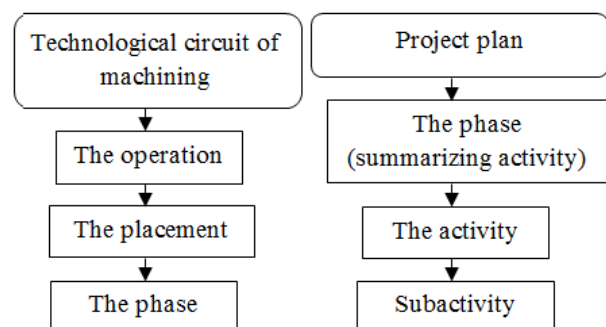 Technological circuit of
machining
The operation
The placement
The phase
Project plan
The phase
(summarizing activity)
The activity
Subactivity